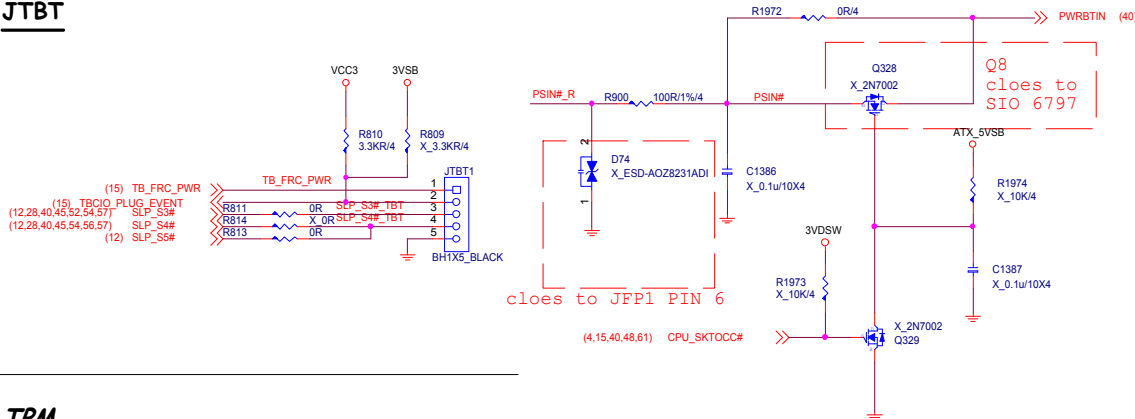 JTBT
R1972
0R/4
PWRBTIN (40)
VCC3
3VSB
PSIN#_R
R900
100R/1%/4
PSIN#
Q328
X_2N7002
Q8
cloes to
SIO 6797
ATX_5VSB
R810
3.3KR/4
R809
X_3.3KR/4
2
D74
X_ESD-AOZ8231ADI
1
C1386
X_0.1u/10X4
R1974
X_10K/4
JTBT1
(15) TB_FRC_PWR
TB_FRC_PWR
1
(15) TBCIO_PLUG_EVENT
2
(12,28,40,45,52,54,57) SLP_S3#
R811
0R
SLP_S3#_TBT
3
(12,28,40,45,54,56,57) SLP_S4#
R814
X_0R
SLP_S4#_TBT
4
(12) SLP_S5#
R813
0R
5
BH1X5_BLACK
3VDSW
R1973
X_10K/4
C1387
X_0.1u/10X4
cloes to JFP1 PIN 6
(4,15,40,48,61) CPU_SKTOCC#
X_2N7002
Q329